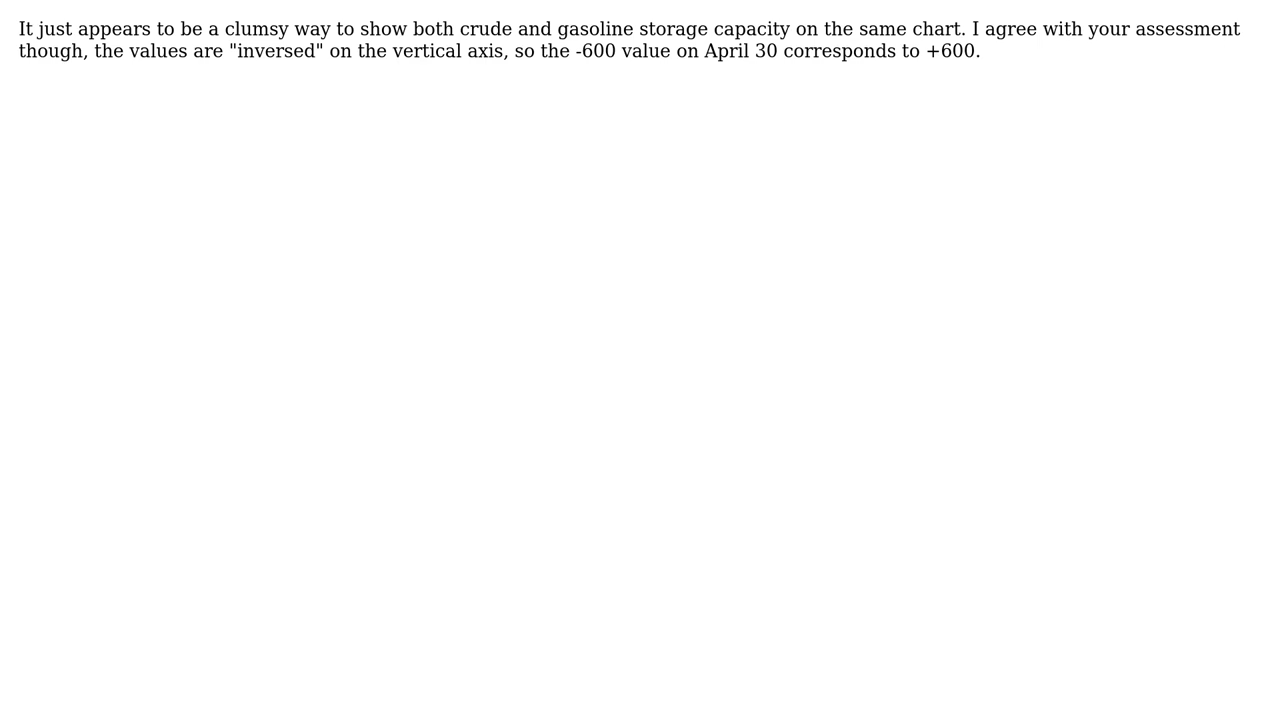 It just appears to be a clumsy way to show both crude and gasoline storage capacity on the same chart. I agree with your assessment
though, the values are "inversed" on the vertical axis, so the -600 value on April 30 corresponds to +600.